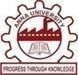 ANNA UNIVERSITY
PROGRESS THROUGH KNOWLEDGE